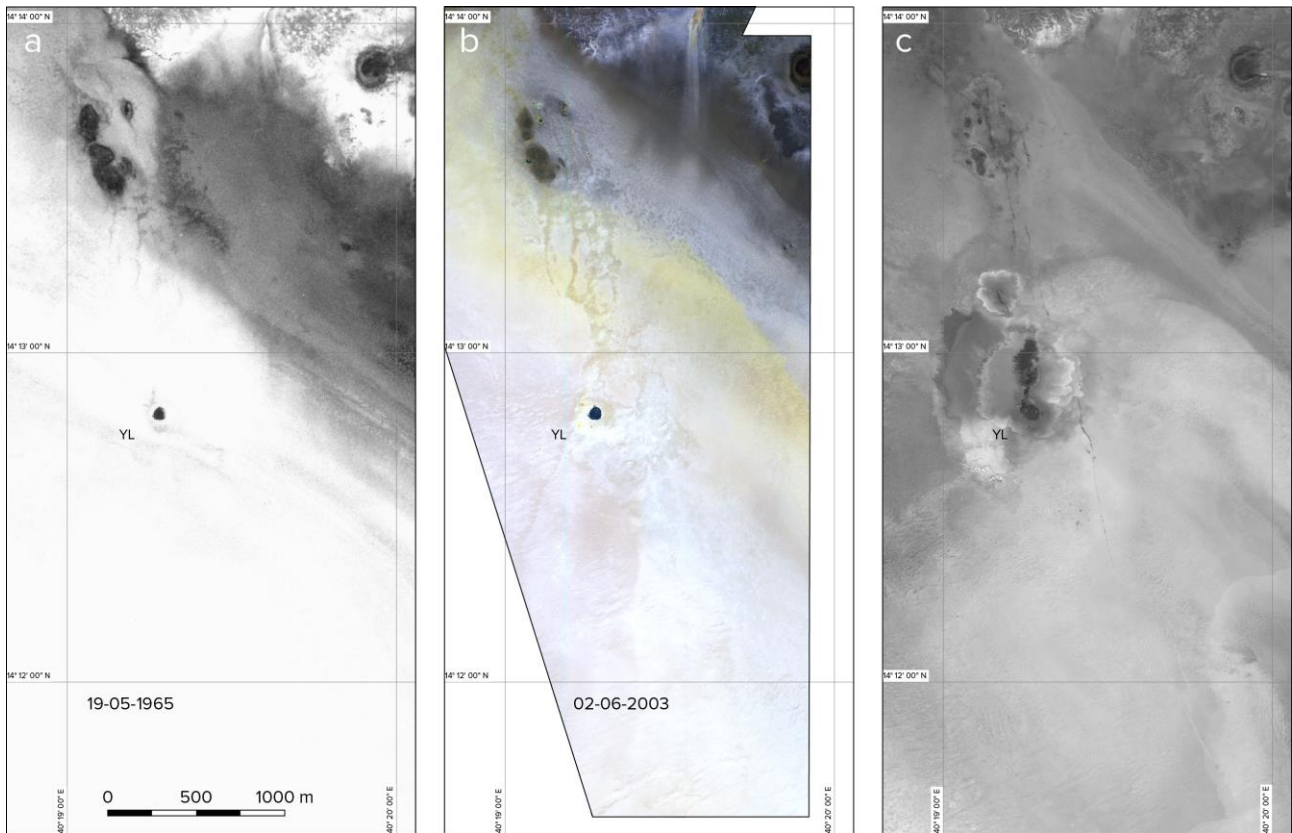 a
14° 14' 00" N
14° 13' 00" N
YL
14° 12' 00" N
19-05-1965
0 500 1000 m
40° 19' 00" E
40° 20' 00" E
b
14° 14' 00" N
14° 13' 00" N
YL
14° 12' 00" N
02-06-2003
40° 19' 00" E
40° 20' 00" E
c
14° 14' 00" N
14° 13' 00" N
YL
14° 12' 00" N
40° 19' 00" E
40° 20' 00" E